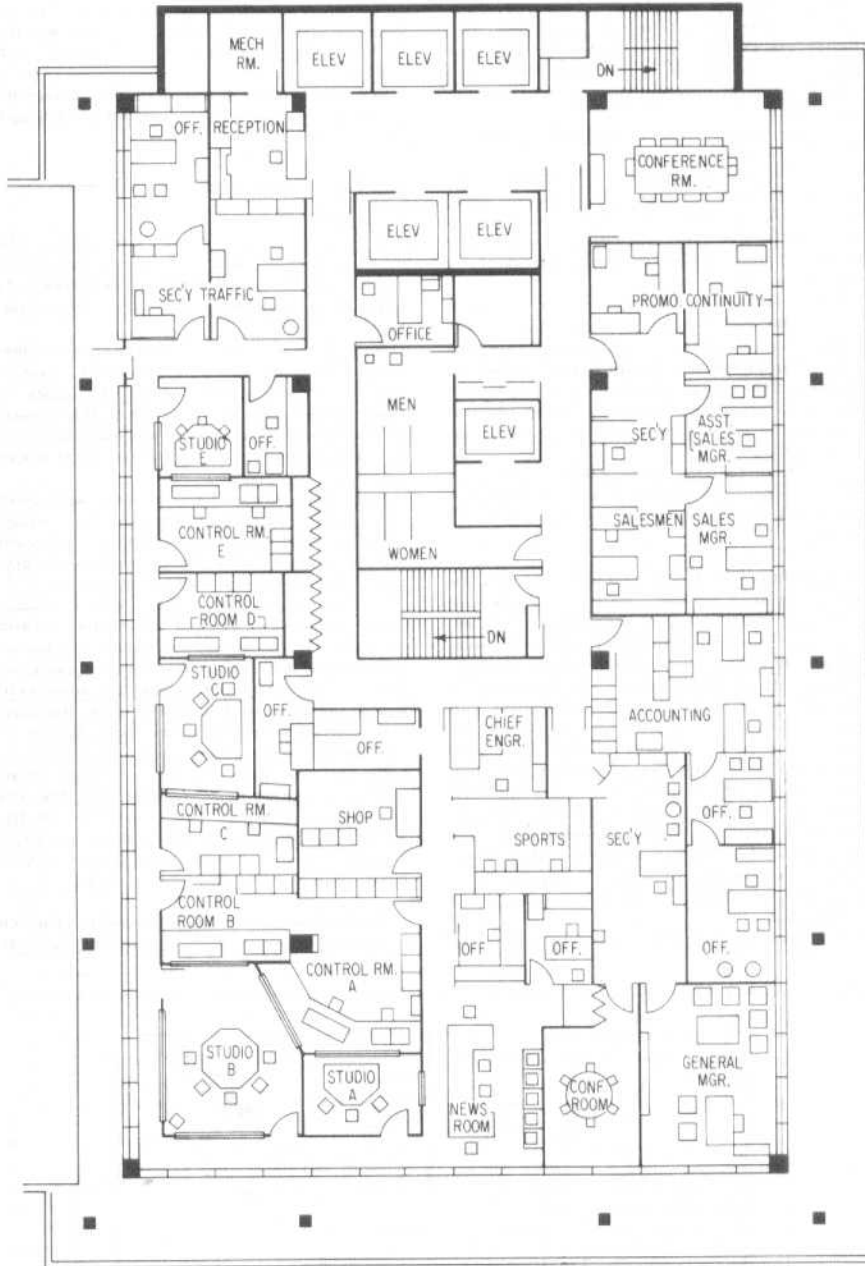 MECH
RM.
ELEV
ELEV
ELEV
DN
OFF.
RECEPTION
CONFERENCE
RM.
ELEV
ELEV
SEC'Y TRAFFIC
OFFICE
PROMO
CONTINUITY
MEN
STUDIO
E
OFF.
ELEV
SEC'Y
ASST.
SALES
MGR.
CONTROL RM.
E
SALESMEN
SALES
MGR.
WOMEN
CONTROL
ROOM D
DN
STUDIO
C
OFF.
OFF.
CHIEF
ENGR.
ACCOUNTING
CONTROL RM.
C
SHOP
SPORTS
SEC'Y
OFF.
CONTROL
ROOM B
OFF
OFF.
OFF.
CONTROL RM.
A
STUDIO
B
STUDIO
A
NEWS
ROOM
CONF
ROOM
GENERAL
MGR.